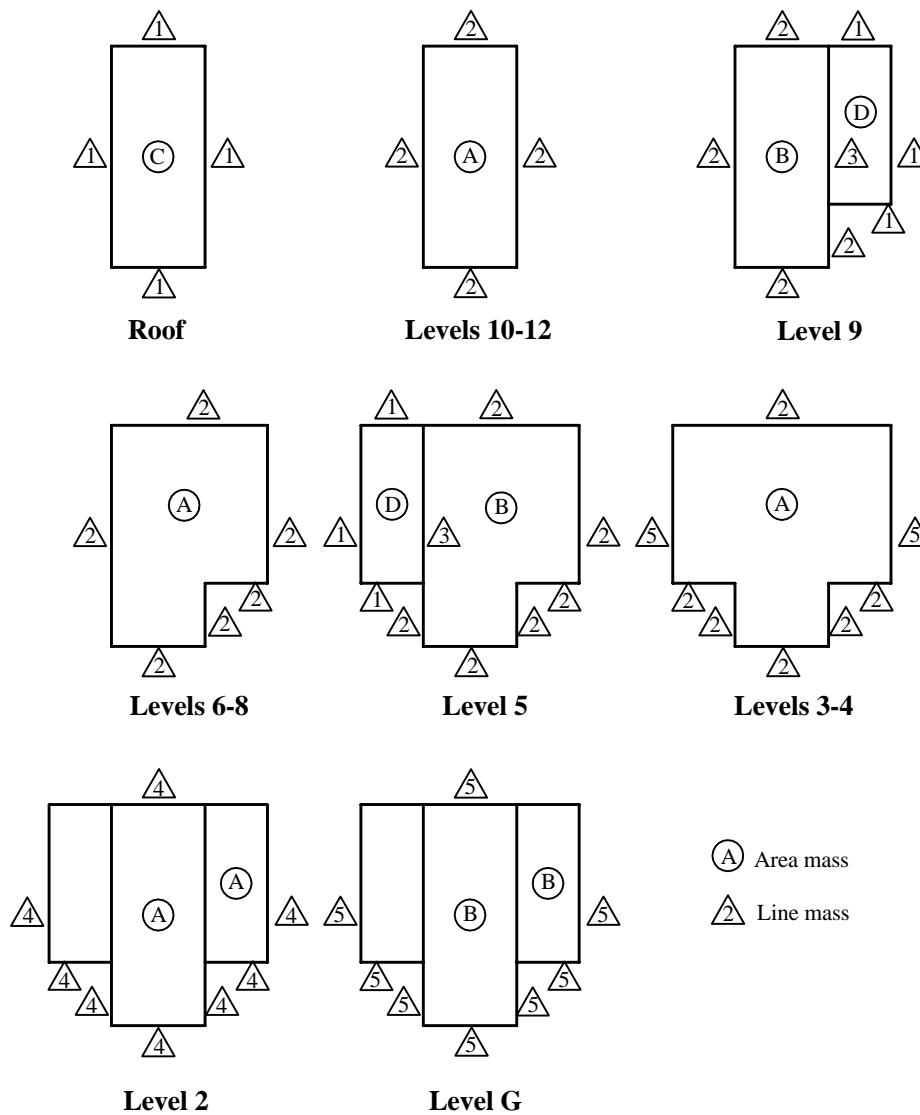 1 2 2 1
1 C 1 2 A 2 2 B D 3 1
1 2 2 2 1 2
Roof Levels 10-12 Level 9
2 1 2 2
2 A 2 1 D 3 B 2 5 A 5
2 2 2 1 2 2 2 2 2 2 2 2 2
Levels 6-8 Level 5 Levels 3-4
4 5
4 A A 4 5 B B 5
4 4 4 4 4 5 5 5 5 5
A Area mass
2 Line mass
Level 2 Level G